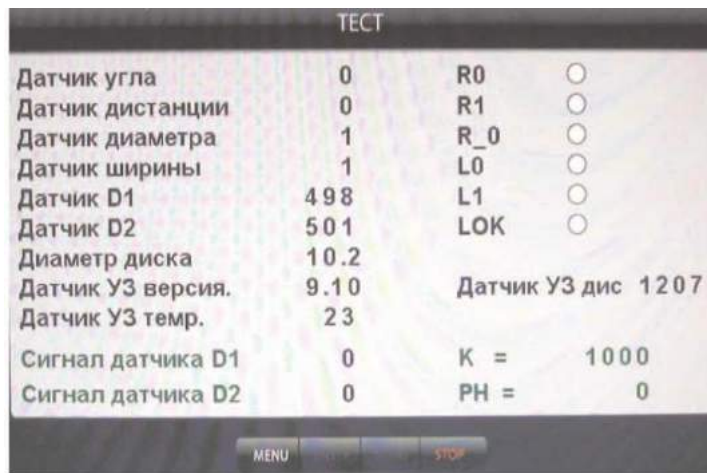 ТЕСТ
Датчик угла 0 R0
Датчик дистанции 0 R1
Датчик диаметра 1 R_0
Датчик ширины 1 L0
Датчик D1 498 L1
Датчик D2 501 LOK
Диаметр диска 10.2
Датчик УЗ версия. 9.10 Датчик УЗ дис 1207
Датчик УЗ темр. 23
Сигнал датчика D1 0 K = 1000
Сигнал датчика D2 0 PH = 0
MENU STOP